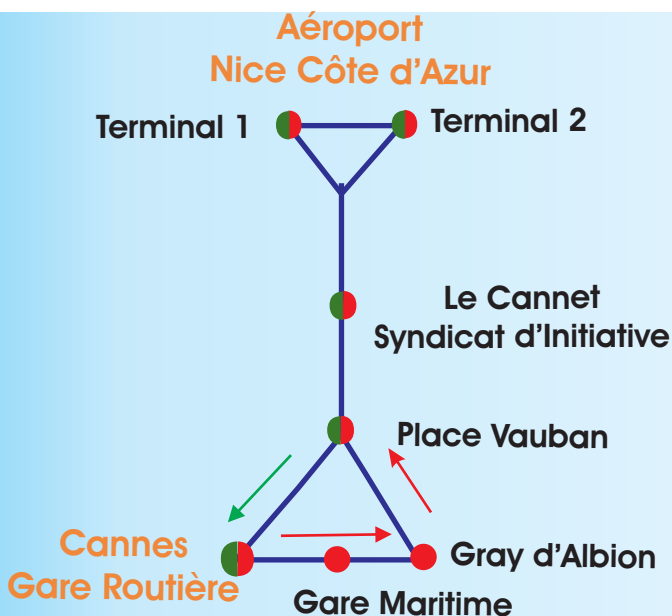 Aéroport
Nice Côte d'Azur
Terminal 1
Terminal 2
Le Cannet
Syndicat d'Initiative
Place Vauban
Cannes
Gare Routière
Gray d'Albion
Gare Maritime